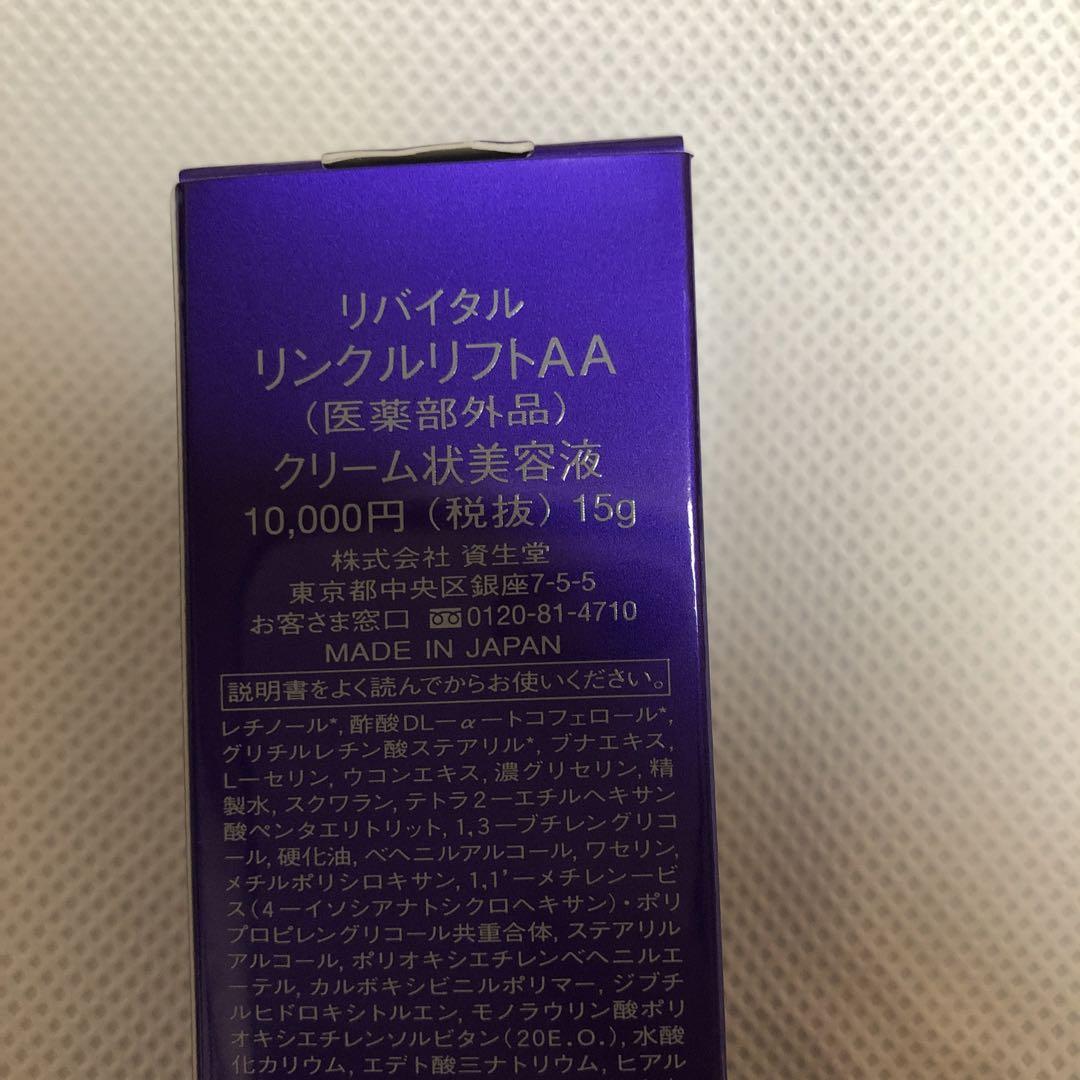 リバイタル
リンクルリフトAA
（医薬部外品）
クリーム状美容液
10,000円（税抜）15g
株式会社 資生堂
東京都中央区銀座7-5-5
お客さま窓口 0120-81-4710
MADE IN JAPAN
説明書をよく読んでからお使いください。
レチノール*, 酢酸DL－α－トコフェロール*,
グリチルレチン酸ステアリル*, ブナエキス,
L－セリン, ウコンエキス, 濃グリセリン, 精
製水, スクワラン, テトラ2－エチルヘキサン
酸ペンタエリトリット, 1,3－ブチレングリコ
ール, 硬化油, ベヘニルアルコール, ワセリン,
メチルポリシロキサン, 1,1'－メチレン－ビ
ス(4－イソシアナトシクロヘキサン)・ポリ
プロピレングリコール共重合体, ステアリル
アルコール, ポリオキシエチレンベヘニルエ
ーテル, カルボキシビニルポリマー, ジブチ
ルヒドロキシトルエン, モノラウリン酸ポリ
オキシエチレンソルビタン(20E.O.), 水酸
化カリウム, エデト酸三ナトリウム, ヒアル